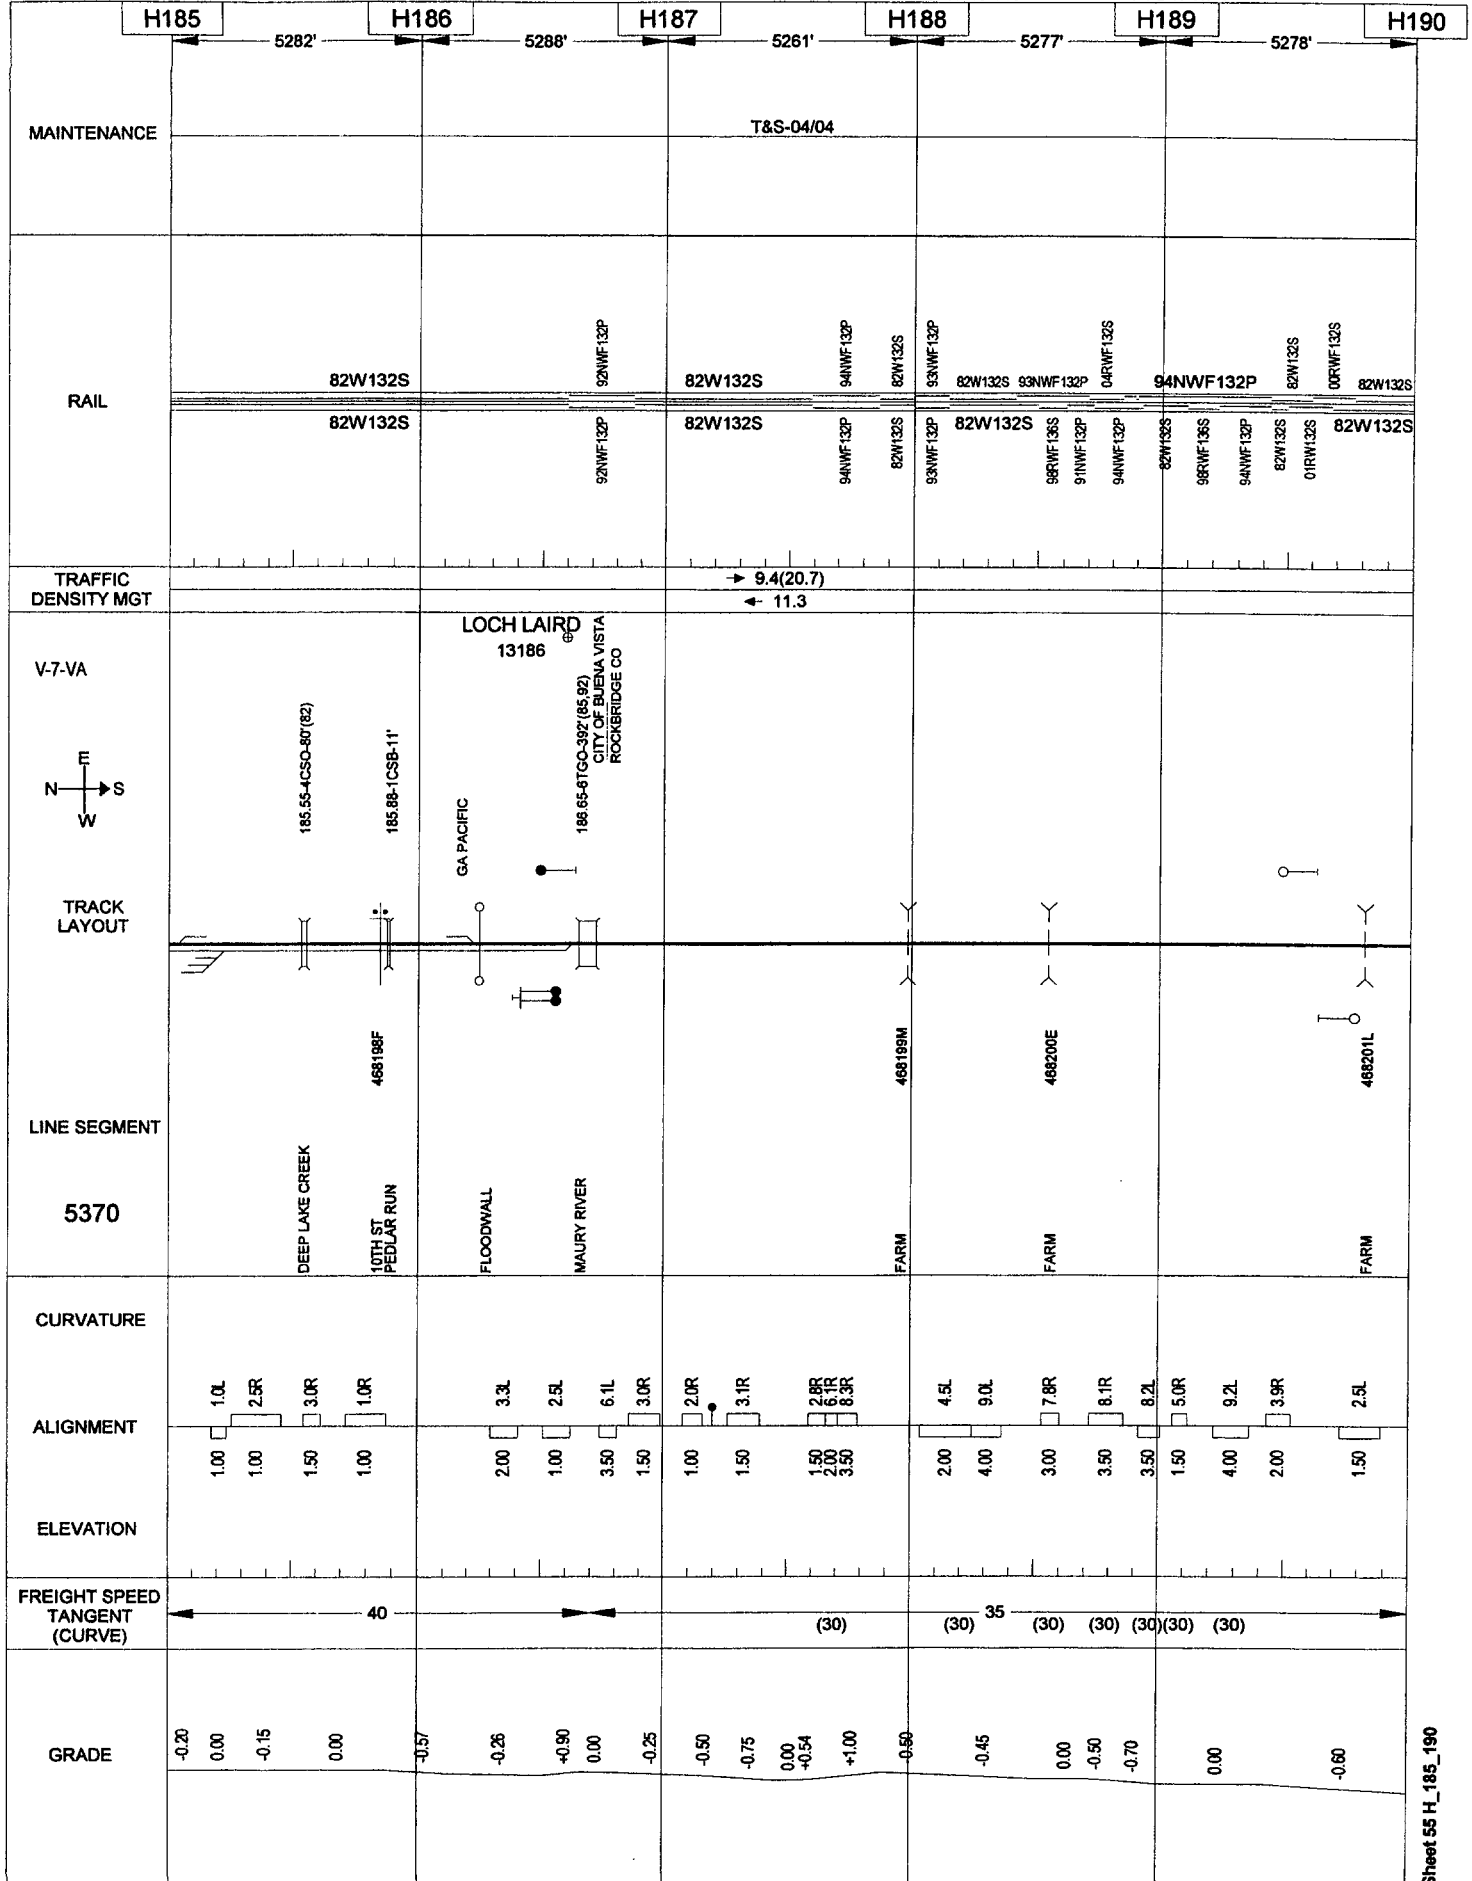 H185 H186 H187 H188 H189 H190
5282' 5288' 5261' 5277' 5278'
MAINTENANCE
T&S-04/04
RAIL
92NWF132P 94NWF132P 82W132S 93NWF132P 04RWF132S 82W132S 00RWF132S
82W132S 82W132S 82W132S 93NWF132P 94NWF132P 82W132S
82W132S 82W132S 82W132S 82W132S
92NWF132P 94NWF132P 82W132S 93NWF132P 98RWF136S 91NWF132P 94NWF132P 82W132S 98RWF136S 94NWF132P 82W132S 01RW132S
TRAFFIC
DENSITY MGT
9.4(20.7)
11.3
V-7-VA
LOCH LAIRD
13186
185.55-4CSO-80'(82)
185.88-1CSB-11'
GA PACIFIC
186.65-6TGO-392'(85,92)
CITY OF BUENA VISTA
ROCKBRIDGE CO
E
N S
W
TRACK
LAYOUT
468198F 468199M 468200E 468201L
LINE SEGMENT
5370
DEEP LAKE CREEK
10TH ST
PEDLAR RUN
FLOODWALL
MAURY RIVER
FARM
FARM
FARM
CURVATURE
1.0L 2.5R 3.0R 1.0R 3.3L 2.5L 6.1L 3.0R 2.0R 3.1R 2.8R 6.1R 8.3R 4.5L 9.0L 7.8R 8.1R 8.2L 5.0R 9.2L 3.9R 2.5L
ALIGNMENT
1.00 1.00 1.50 1.00 2.00 1.00 3.50 1.50 1.00 1.50 1.50 2.00 3.50 2.00 4.00 3.00 3.50 3.50 1.50 4.00 2.00 1.50
ELEVATION
FREIGHT SPEED
TANGENT
(CURVE)
40 35
(30) (30) (30) (30) (30) (30) (30)
GRADE
-0.20 0.00 -0.15 0.00 -0.57 -0.26 +0.90 0.00 -0.25 -0.50 -0.75 0.00 +0.54 +1.00 -0.50 -0.45 0.00 -0.50 -0.70 0.00 -0.60
Sheet 55 H_185_190